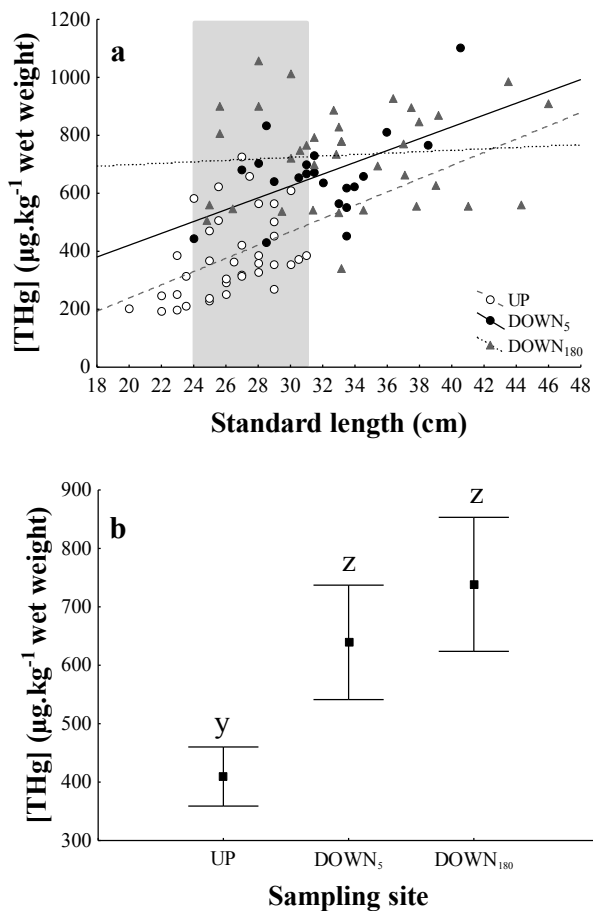 a
[THg] (µg.kg⁻¹ wet weight)
1200
1000
800
600
400
200
0
UP
DOWN₅
DOWN₁₈₀
18 20 22 24 26 28 30 32 34 36 38 40 42 44 46 48
Standard length (cm)
b
[THg] (µg.kg⁻¹ wet weight)
900
800
700
600
500
400
300
y
z
z
UP DOWN₅ DOWN₁₈₀
Sampling site